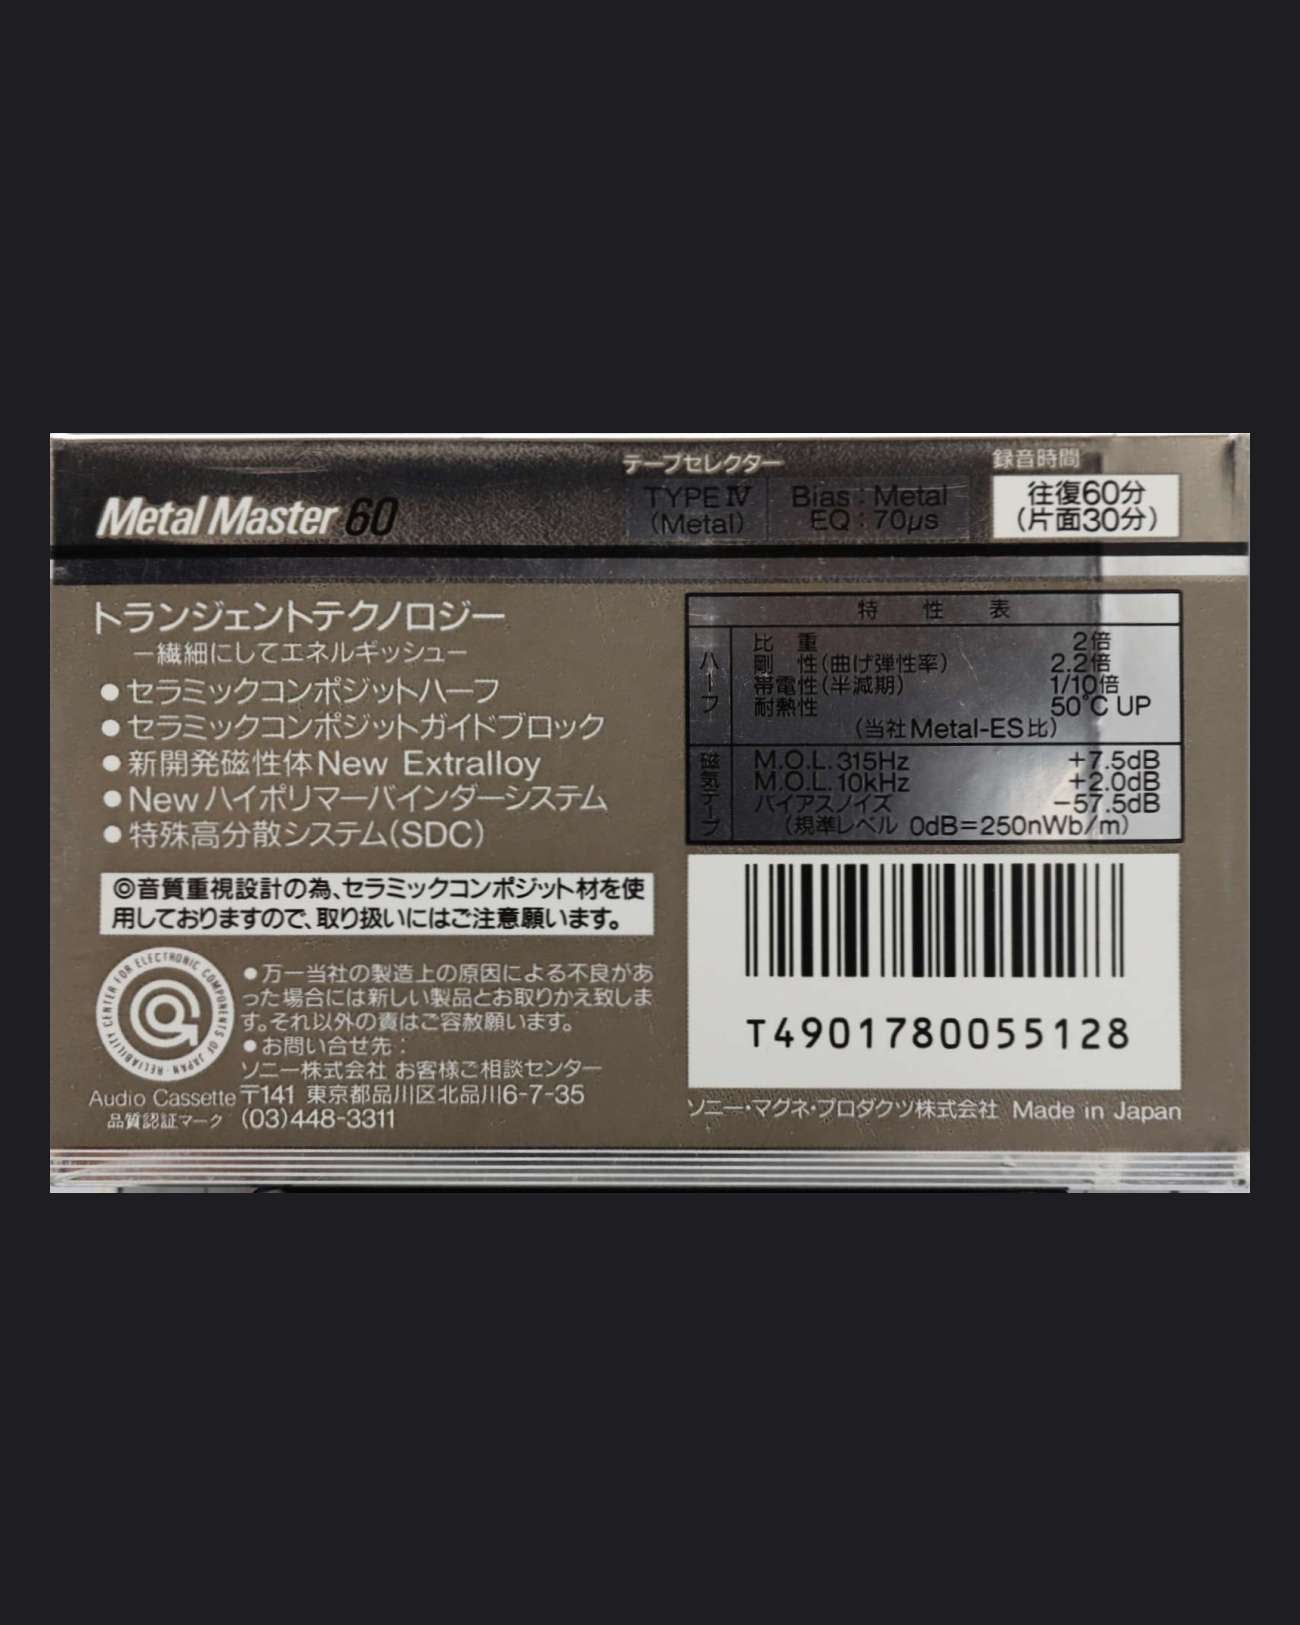 テープセレクター
録音時間
Metal Master 60
TYPE IV
(Metal)
Bias : Metal
EQ : 70μs
往復60分
(片面30分)
トランジェントテクノロジー
ー繊細にしてエネルギッシュー
●セラミックコンポジットハーフ
●セラミックコンポジットガイドブロック
●新開発磁性体New Extralloy
●Newハイポリマーバインダーシステム
●特殊高分散システム(SDC)
◎音質重視設計の為、セラミックコンポジット材を使
用しておりますので、取り扱いにはご注意願います。
RELIABILITY CENTER FOR ELECTRONIC COMPONENTS OF JAPAN
Audio Cassette
品質認証マーク
●万一当社の製造上の原因による不良があ
った場合には新しい製品とお取りかえ致しま
す。それ以外の責はご容赦願います。
●お問い合せ先:
ソニー株式会社 お客様ご相談センター
〒141 東京都品川区北品川6-7-35
(03)448-3311
特 性 表
ハーフ
比 重 2倍
剛 性(曲げ弾性率) 2.2倍
帯電性(半減期) 1/10倍
耐熱性 50℃ UP
(当社Metal-ES比)
磁気テープ
M.O.L.315Hz +7.5dB
M.O.L.10kHz +2.0dB
バイアスノイズ −57.5dB
(規準レベル 0dB=250nWb/m)
T4901780055128
ソニー・マグネ・プロダクツ株式会社 Made in Japan